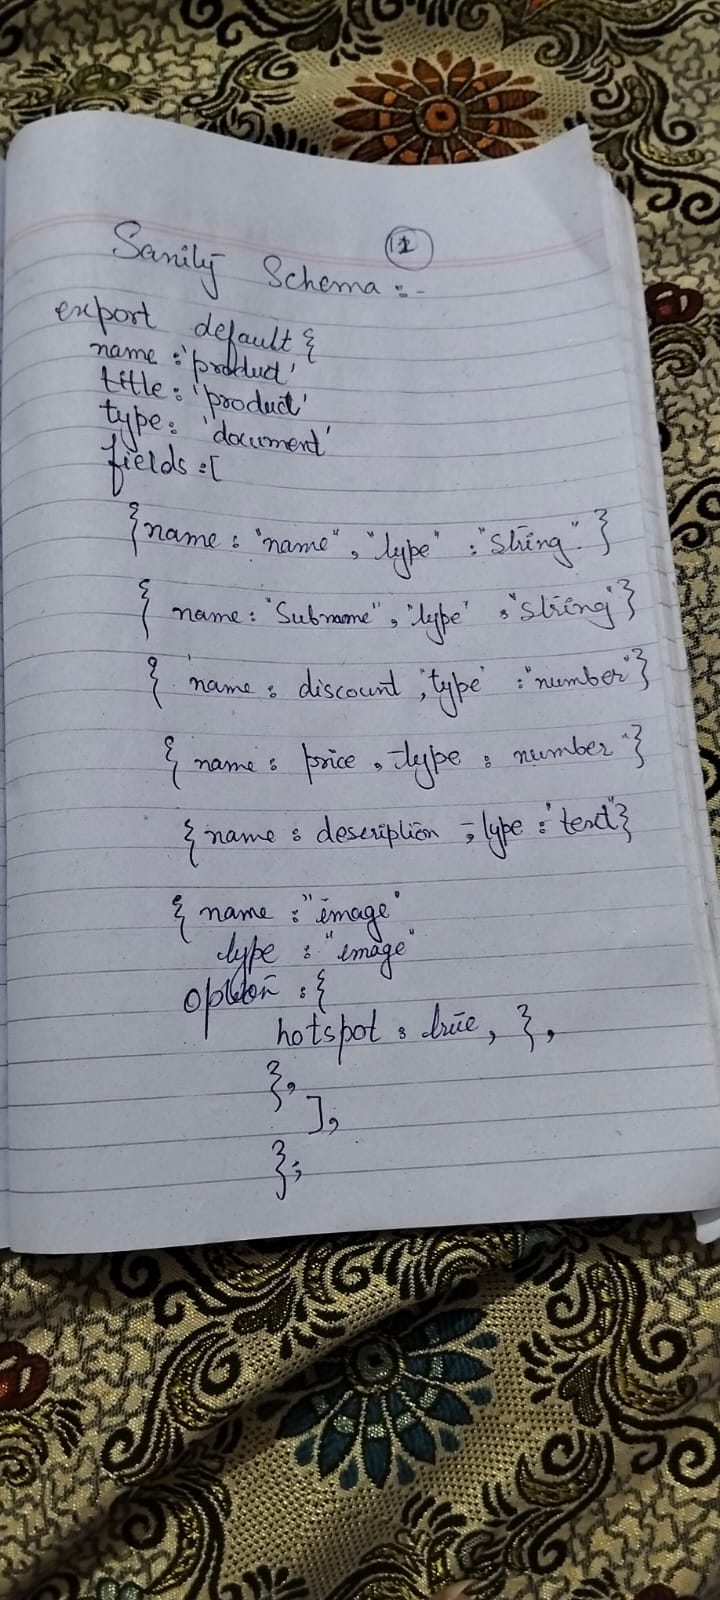 12
Sanity Schema :-
export default {
name : 'product'
title : 'product'
type : 'document'
fields : [
{ name : "name", "type" : "string" }
{ name : "Subname", "type" : "string" }
{ name : discount, "type" : "number" }
{ name : price, type : number" }
{ name : description, type : "text" }
{ name : "image"
type : "image"
option : {
hotspot : true, },
},
],
};